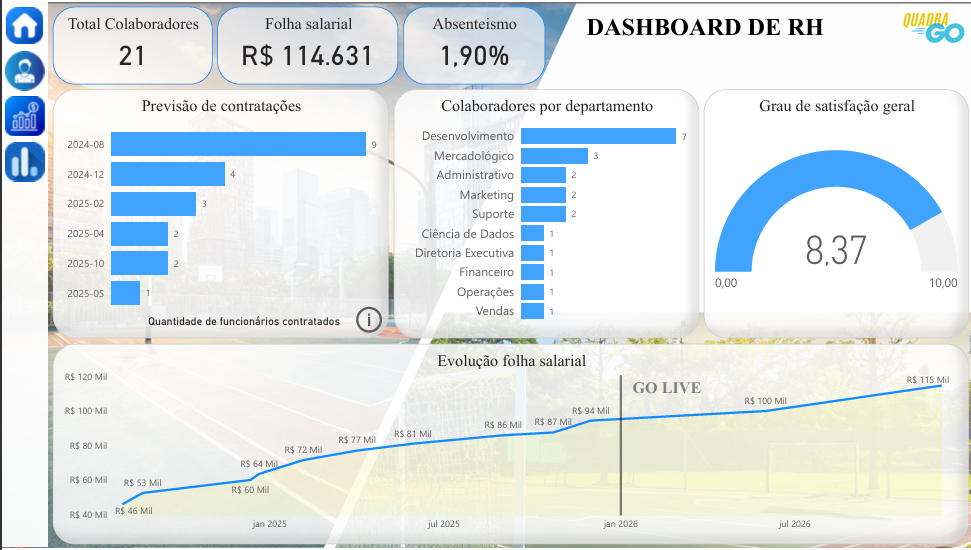 Total Colaboradores
21
Folha salarial
R$ 114.631
Absenteismo
1,90%
DASHBOARD DE RH
QUADRA
GO
Previsão de contratações
2024-08 9
2024-12 4
2025-02 3
2025-04 2
2025-10 2
2025-05 1
Quantidade de funcionários contratados
i
Colaboradores por departamento
Desenvolvimento 7
Mercadológico 3
Administrativo 2
Marketing 2
Suporte 2
Ciência de Dados 1
Diretoria Executiva 1
Financeiro 1
Operações 1
Vendas 1
Grau de satisfação geral
8,37
0,00 10,00
Evolução folha salarial
R$ 120 Mil
R$ 100 Mil
R$ 80 Mil
R$ 60 Mil
R$ 40 Mil
R$ 46 Mil
R$ 53 Mil
R$ 60 Mil
R$ 64 Mil
R$ 72 Mil
R$ 77 Mil
R$ 81 Mil
R$ 86 Mil
R$ 87 Mil
R$ 94 Mil
GO LIVE
R$ 100 Mil
R$ 115 Mil
jan 2025 jul 2025 jan 2026 jul 2026